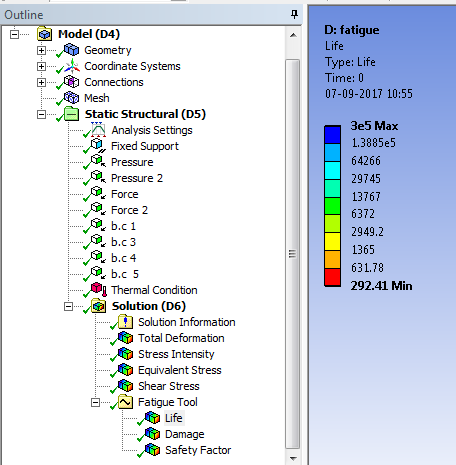 Outline
Model (D4)
Geometry
Coordinate Systems
Connections
Mesh
Static Structural (D5)
Analysis Settings
Fixed Support
Pressure
Pressure 2
Force
Force 2
b.c 1
b.c 3
b.c 4
b.c 5
Thermal Condition
Solution (D6)
Solution Information
Total Deformation
Stress Intensity
Equivalent Stress
Shear Stress
Fatigue Tool
Life
Damage
Safety Factor
D: fatigue
Life
Type: Life
Time: 0
07-09-2017 10:55
3e5 Max
1.3885e5
64266
29745
13767
6372
2949.2
1365
631.78
292.41 Min